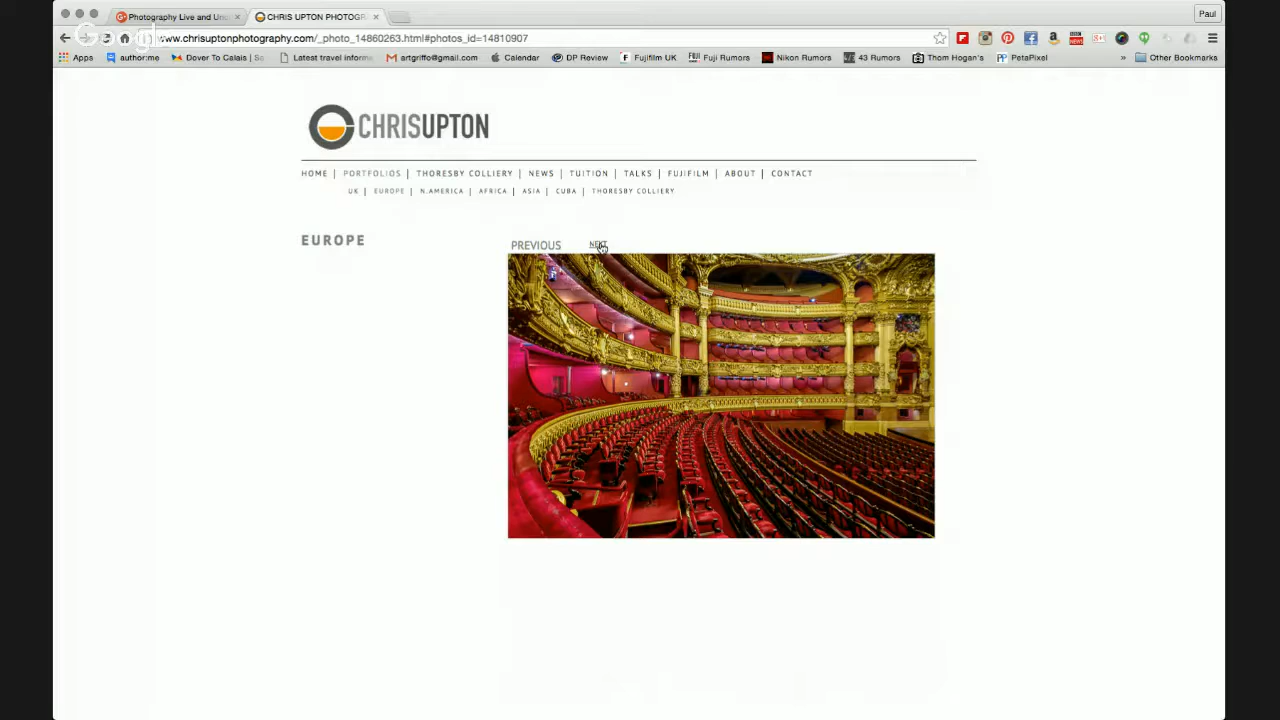 Photography Live and Un
CHRIS UPTON PHOTOGR
Paul
www.chrisuptonphotography.com/_photo_14860263.html#photos_id=14810907
Apps author:me Dover To Calais | Latest travel inform artgriffo@gmail.com Calendar DP Review Fujifilm UK Fuji Rumors Nikon Rumors 43 Rumors Thom Hogan's PetaPixel » Other Bookmarks
CHRISUPTON
HOME | PORTFOLIOS | THORESBY COLLIERY | NEWS | TUITION | TALKS | FUJIFILM | ABOUT | CONTACT
UK | EUROPE | N.AMERICA | AFRICA | ASIA | CUBA | THORESBY COLLIERY
EUROPE
PREVIOUS NEXT